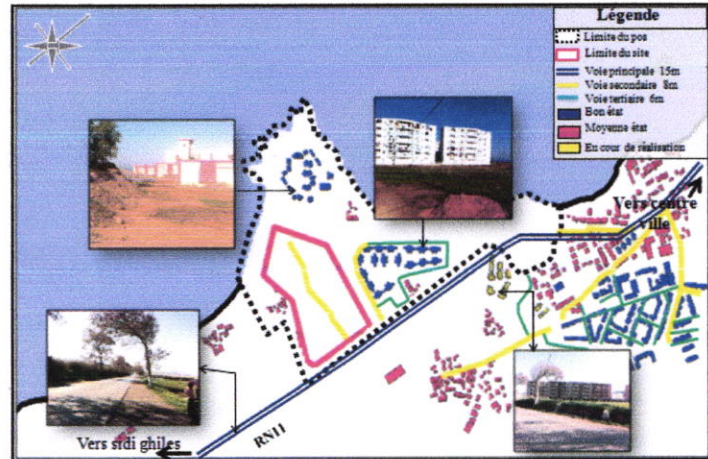 Légende
Limite du pos
Limite du site
Voie principale 15m
Voie secondaire 8m
Voie tertiaire 6m
Bon état
Moyenne état
En cour de réalisation
Vers centre
ville
RN11
Vers sidi ghiles